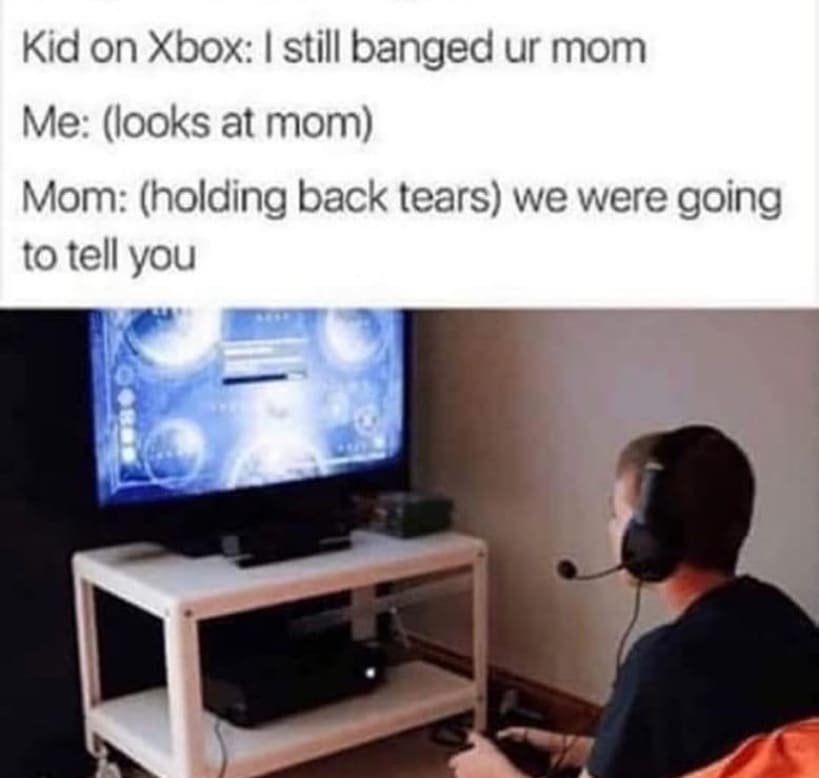 Kid on Xbox: I still banged ur mom
Me: (looks at mom)
Mom: (holding back tears) we were going
to tell you